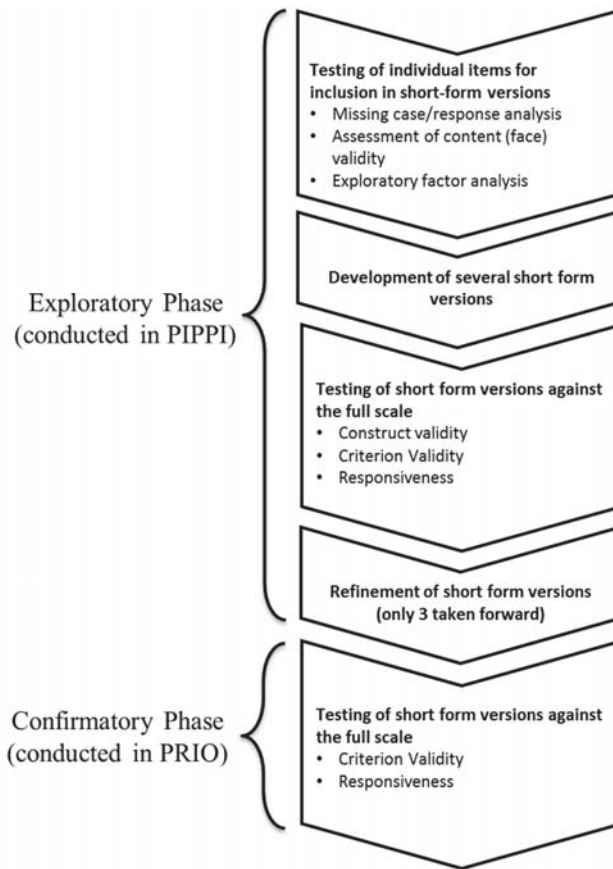 Testing of individual items for
inclusion in short-form versions
• Missing case/response analysis
• Assessment of content (face)
validity
• Exploratory factor analysis
Development of several short form
versions
Exploratory Phase
(conducted in PIPPI)
Testing of short form versions against
the full scale
• Construct validity
• Criterion Validity
• Responsiveness
Refinement of short form versions
(only 3 taken forward)
Confirmatory Phase
(conducted in PRIO)
Testing of short form versions against
the full scale
• Criterion Validity
• Responsiveness